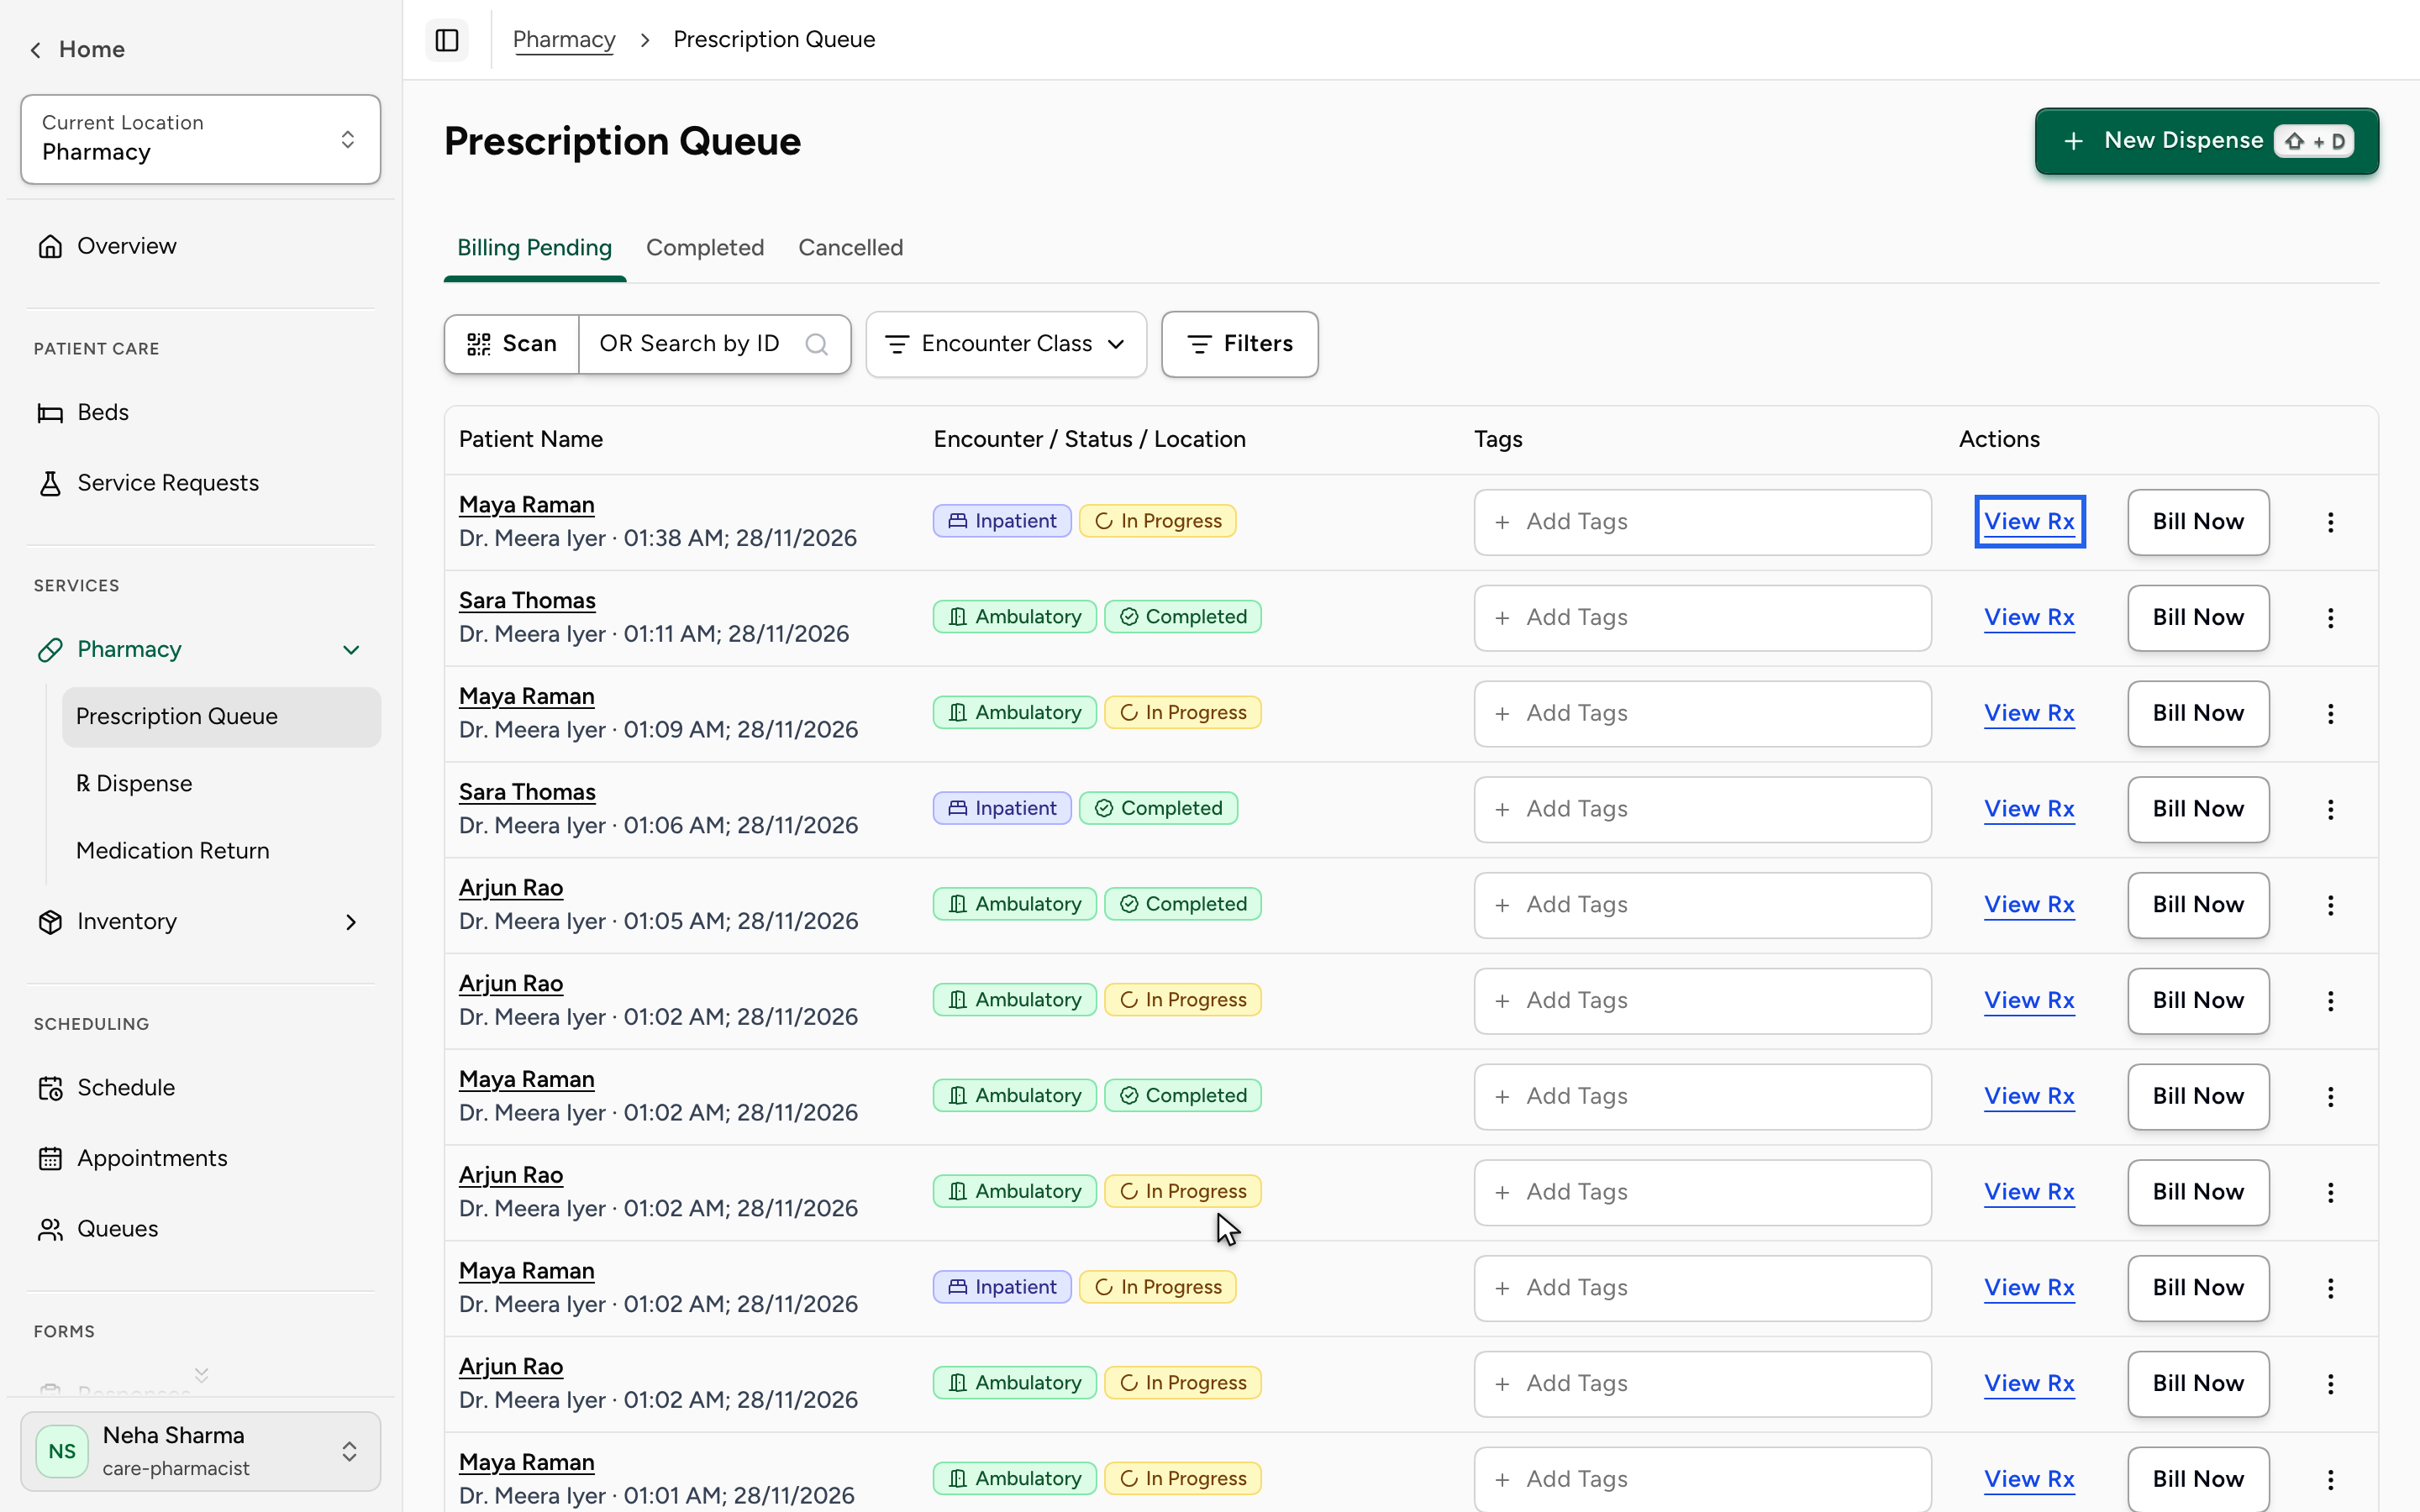 Home
Current Location
Pharmacy
Overview
PATIENT CARE
Beds
Service Requests
SERVICES
Pharmacy
Prescription Queue
℞ Dispense
Medication Return
Inventory
SCHEDULING
Schedule
Appointments
Queues
FORMS
Responses
NS Neha Sharma
care-pharmacist
Pharmacy > Prescription Queue
Prescription Queue
+ New Dispense ⇧ + D
Billing Pending Completed Cancelled
Scan OR Search by ID Encounter Class Filters
Patient Name Encounter / Status / Location Tags Actions
Maya Raman
Dr. Meera Iyer · 01:38 AM; 28/11/2026
Inpatient In Progress + Add Tags View Rx Bill Now
Sara Thomas
Dr. Meera Iyer · 01:11 AM; 28/11/2026
Ambulatory Completed + Add Tags View Rx Bill Now
Maya Raman
Dr. Meera Iyer · 01:09 AM; 28/11/2026
Ambulatory In Progress + Add Tags View Rx Bill Now
Sara Thomas
Dr. Meera Iyer · 01:06 AM; 28/11/2026
Inpatient Completed + Add Tags View Rx Bill Now
Arjun Rao
Dr. Meera Iyer · 01:05 AM; 28/11/2026
Ambulatory Completed + Add Tags View Rx Bill Now
Arjun Rao
Dr. Meera Iyer · 01:02 AM; 28/11/2026
Ambulatory In Progress + Add Tags View Rx Bill Now
Maya Raman
Dr. Meera Iyer · 01:02 AM; 28/11/2026
Ambulatory Completed + Add Tags View Rx Bill Now
Arjun Rao
Dr. Meera Iyer · 01:02 AM; 28/11/2026
Ambulatory In Progress + Add Tags View Rx Bill Now
Maya Raman
Dr. Meera Iyer · 01:02 AM; 28/11/2026
Inpatient In Progress + Add Tags View Rx Bill Now
Arjun Rao
Dr. Meera Iyer · 01:02 AM; 28/11/2026
Ambulatory In Progress + Add Tags View Rx Bill Now
Maya Raman
Dr. Meera Iyer · 01:01 AM; 28/11/2026
Ambulatory In Progress + Add Tags View Rx Bill Now